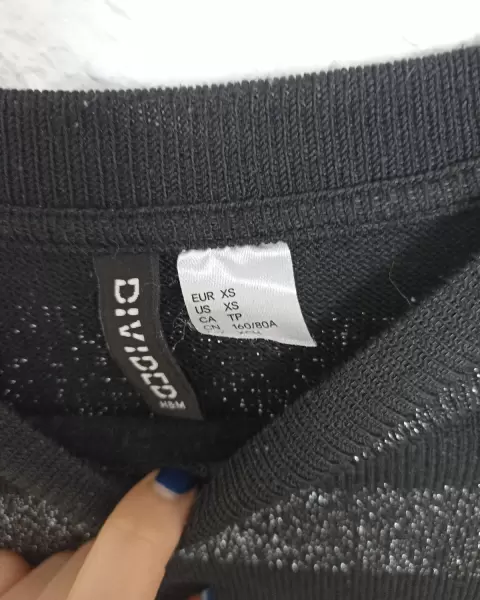 DIVIDED
H&M
EUR XS
US XS
CA TP
CN 160/80A